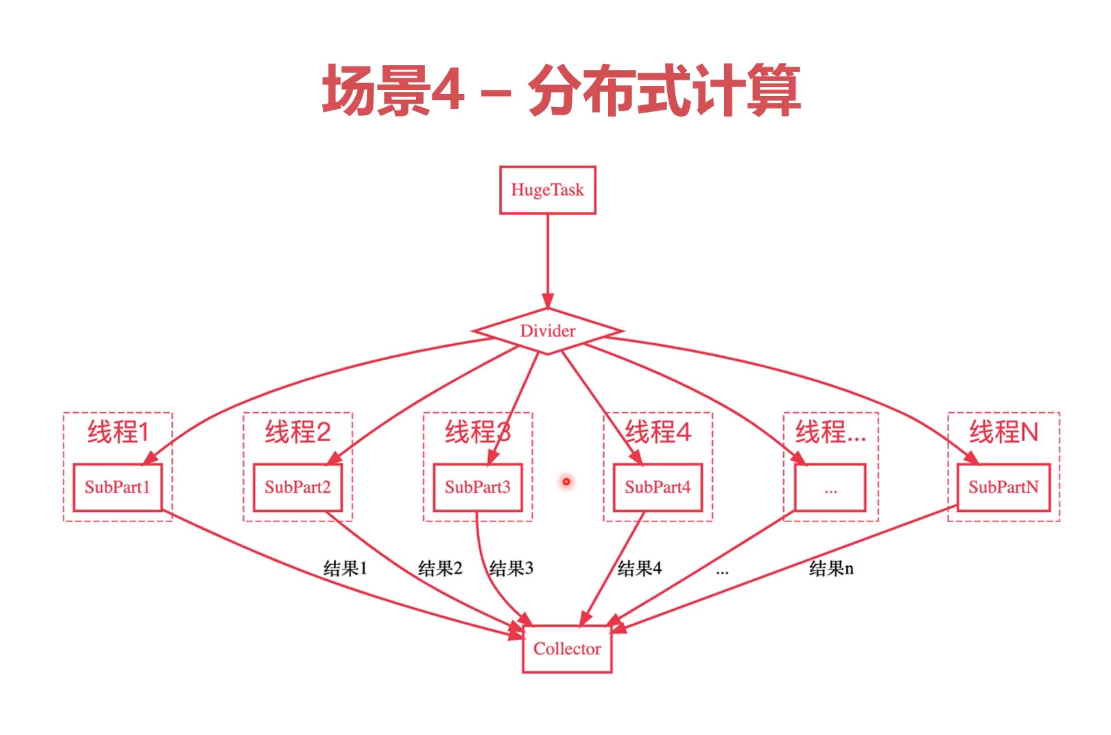 场景4 – 分布式计算
HugeTask
Divider
线程1
线程2
线程3
线程4
线程...
线程N
SubPart1
SubPart2
SubPart3
SubPart4
...
SubPartN
结果1
结果2
结果3
结果4
...
结果n
Collector